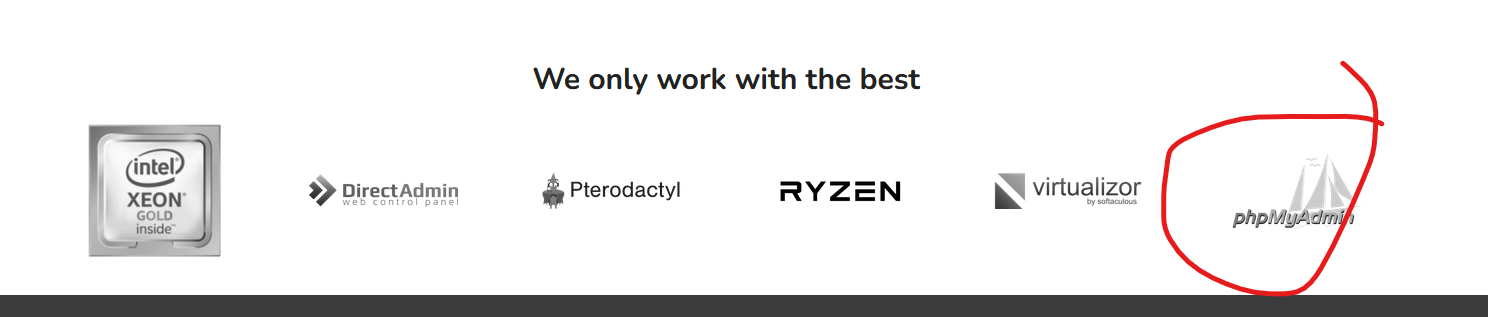 We only work with the best
intel®
XEON®
GOLD
inside™
DirectAdmin
web control panel
Pterodactyl
RYZEN
virtualizor
by softaculous
phpMyAdmin